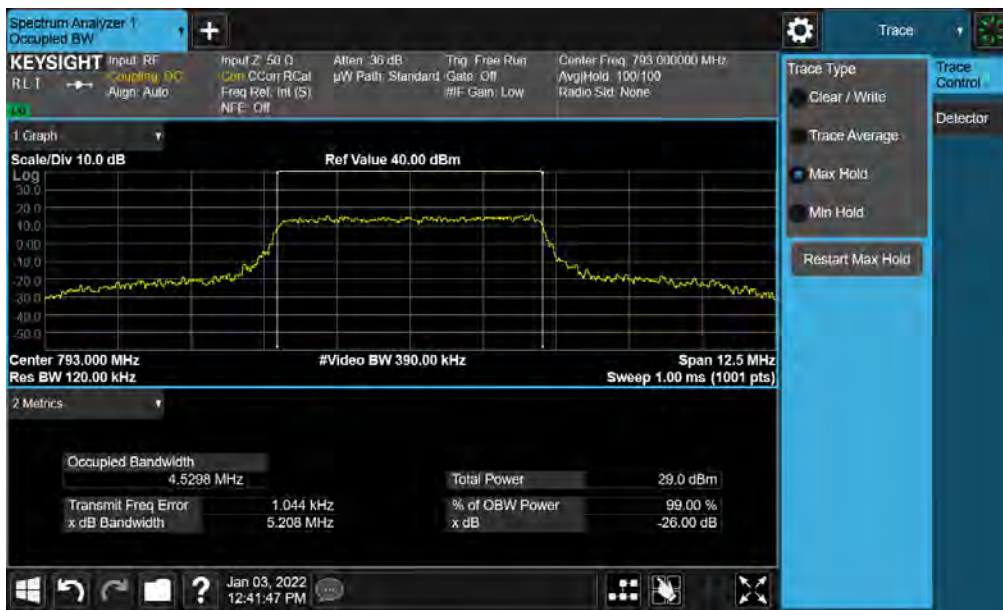 Spectrum Analyzer 1
Occupied BW
+
Trace
KEYSIGHT
RLT
Input: RF
Coupling: DC
Align: Auto
Input Z: 50 Ω
Corr CCorr RCal
Freq Ref: Int (S)
NFE: Off
Atten: 36 dB
µW Path: Standard
Trig: Free Run
Gate: Off
#IF Gain: Low
Center Freq: 793.000000 MHz
Avg|Hold: 100/100
Radio Std: None
1 Graph
Scale/Div 10.0 dB
Ref Value 40.00 dBm
Log
30.0
20.0
10.0
0.00
-10.0
-20.0
-30.0
-40.0
-50.0
Center 793.000 MHz
#Video BW 390.00 kHz
Span 12.5 MHz
Res BW 120.00 kHz
Sweep 1.00 ms (1001 pts)
2 Metrics
Occupied Bandwidth
4.5298 MHz
Total Power
29.0 dBm
Transmit Freq Error
1.044 kHz
% of OBW Power
99.00 %
x dB Bandwidth
5.208 MHz
x dB
-26.00 dB
Trace Type
Clear / Write
Trace Average
Max Hold
Min Hold
Restart Max Hold
Trace
Control
Detector
?
Jan 03, 2022
12:41:47 PM